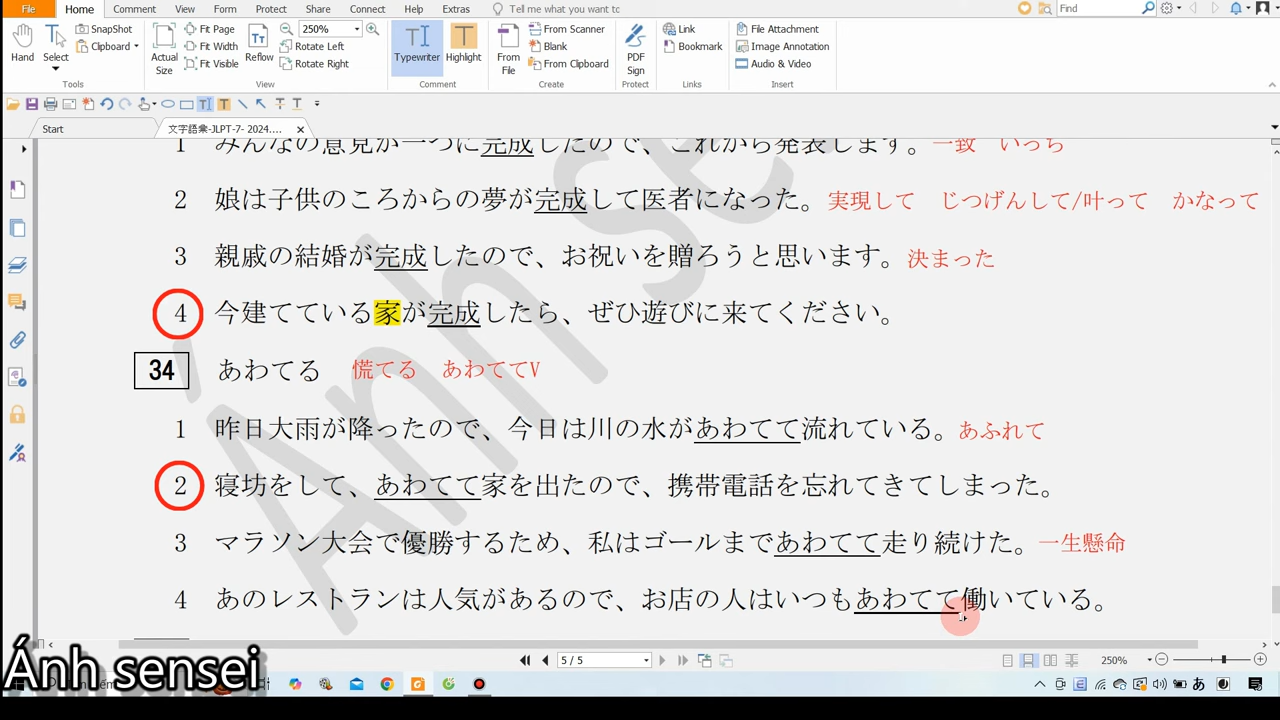 File Home Comment View Form Protect Share Connect Help Extras Tell me what you want to Find
Hand Select SnapShot Clipboard Actual Size Fit Page Fit Width Fit Visible Reflow 250% Rotate Left Rotate Right Typewriter Highlight From File From Scanner Blank From Clipboard PDF Sign Link Bookmark File Attachment Image Annotation Audio & Video
Tools View Comment Create Protect Links Insert
Start 文字語彙-JLPT-7- 2024....
1 みんなの意見が一つに完成したので、これから発表します。 一致 いっち
2 娘は子供のころからの夢が完成して医者になった。 実現して じつげんして/叶って かなって
3 親戚の結婚が完成したので、お祝いを贈ろうと思います。 決まった
4 今建てている家が完成したら、ぜひ遊びに来てください。
34 あわてる 慌てる あわててV
1 昨日大雨が降ったので、今日は川の水があわてて流れている。 あふれて
2 寝坊をして、あわてて家を出たので、携帯電話を忘れてきてしまった。
3 マラソン大会で優勝するため、私はゴールまであわてて走り続けた。 一生懸命
4 あのレストランは人気があるので、お店の人はいつもあわてて働いている。
Ánh se
5 / 5 250%
Ánh sensei